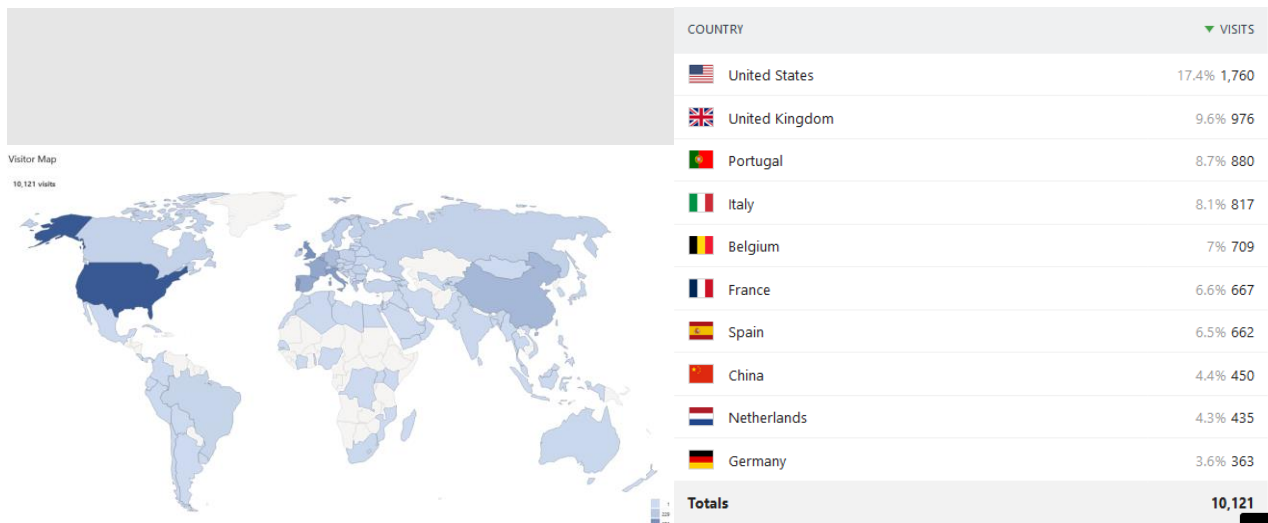 Visitor Map
10,121 visits
COUNTRY ▼ VISITS
United States 17.4% 1,760
United Kingdom 9.6% 976
Portugal 8.7% 880
Italy 8.1% 817
Belgium 7% 709
France 6.6% 667
Spain 6.5% 662
China 4.4% 450
Netherlands 4.3% 435
Germany 3.6% 363
Totals 10,121